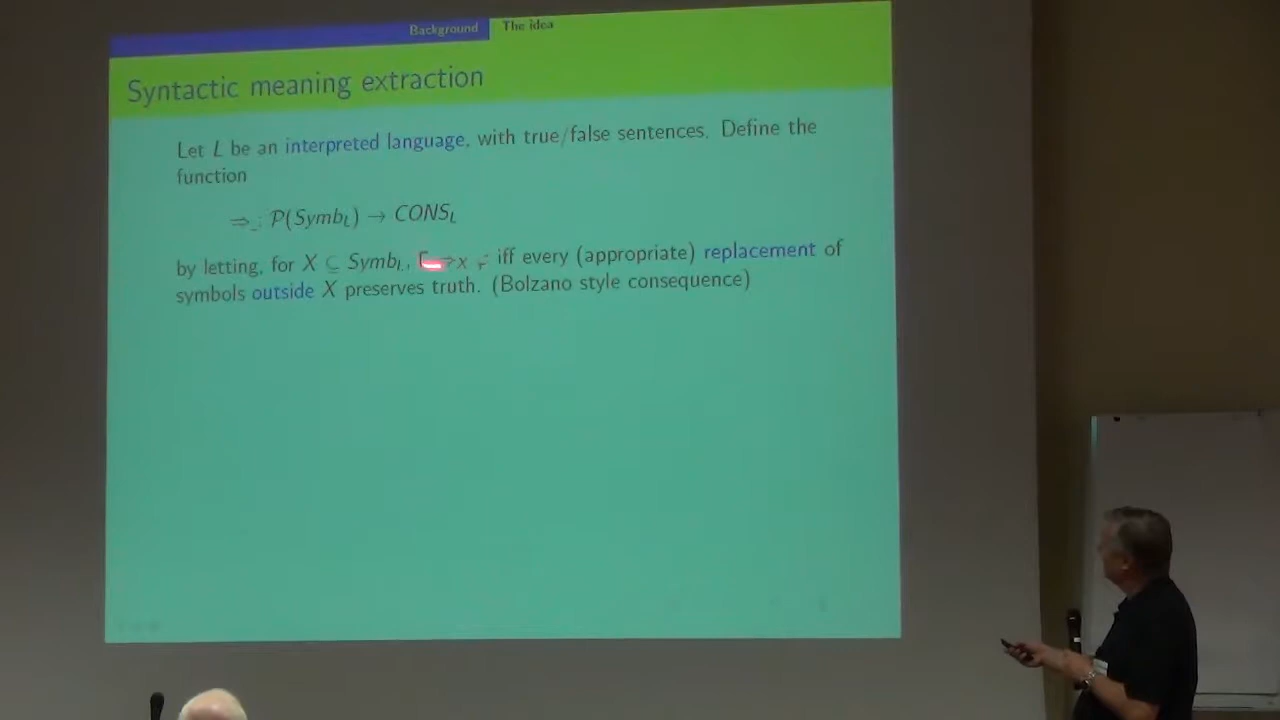 Background The idea
Syntactic meaning extraction
Let L be an interpreted language, with true/false sentences. Define the
function
⇒_: P(Symb_L) → CONS_L
by letting, for X ⊆ Symb_L, Γ ⇒_X φ iff every (appropriate) replacement of
symbols outside X preserves truth. (Bolzano style consequence)